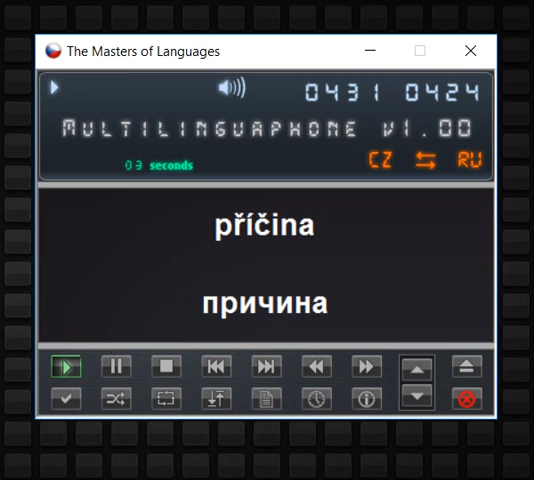 The Masters of Languages
0431 0424
MULTILINGUAPHONE v1.00
03 seconds
CZ ⇆ RU
příčina
причина